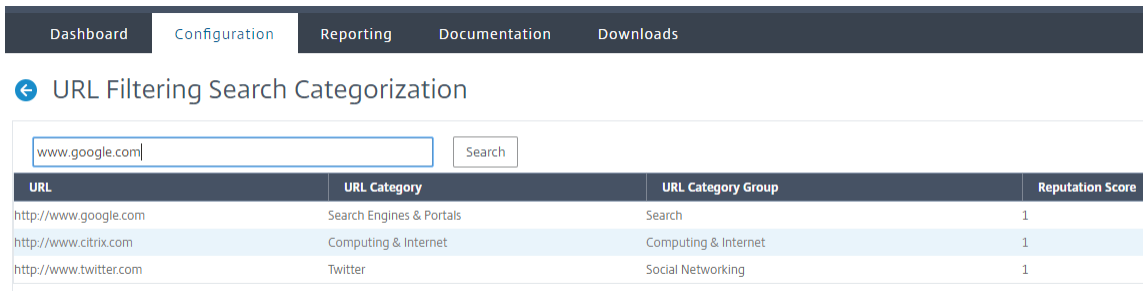 Dashboard Configuration Reporting Documentation Downloads
URL Filtering Search Categorization
www.google.com Search
URL URL Category URL Category Group Reputation Score
http://www.google.com Search Engines & Portals Search 1
http://www.citrix.com Computing & Internet Computing & Internet 1
http://www.twitter.com Twitter Social Networking 1